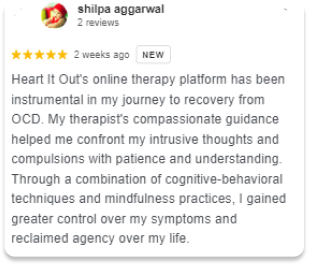 shilpa aggarwal
2 reviews
2 weeks ago NEW
Heart It Out's online therapy platform has been
instrumental in my journey to recovery from
OCD. My therapist's compassionate guidance
helped me confront my intrusive thoughts and
compulsions with patience and understanding.
Through a combination of cognitive-behavioral
techniques and mindfulness practices, I gained
greater control over my symptoms and
reclaimed agency over my life.